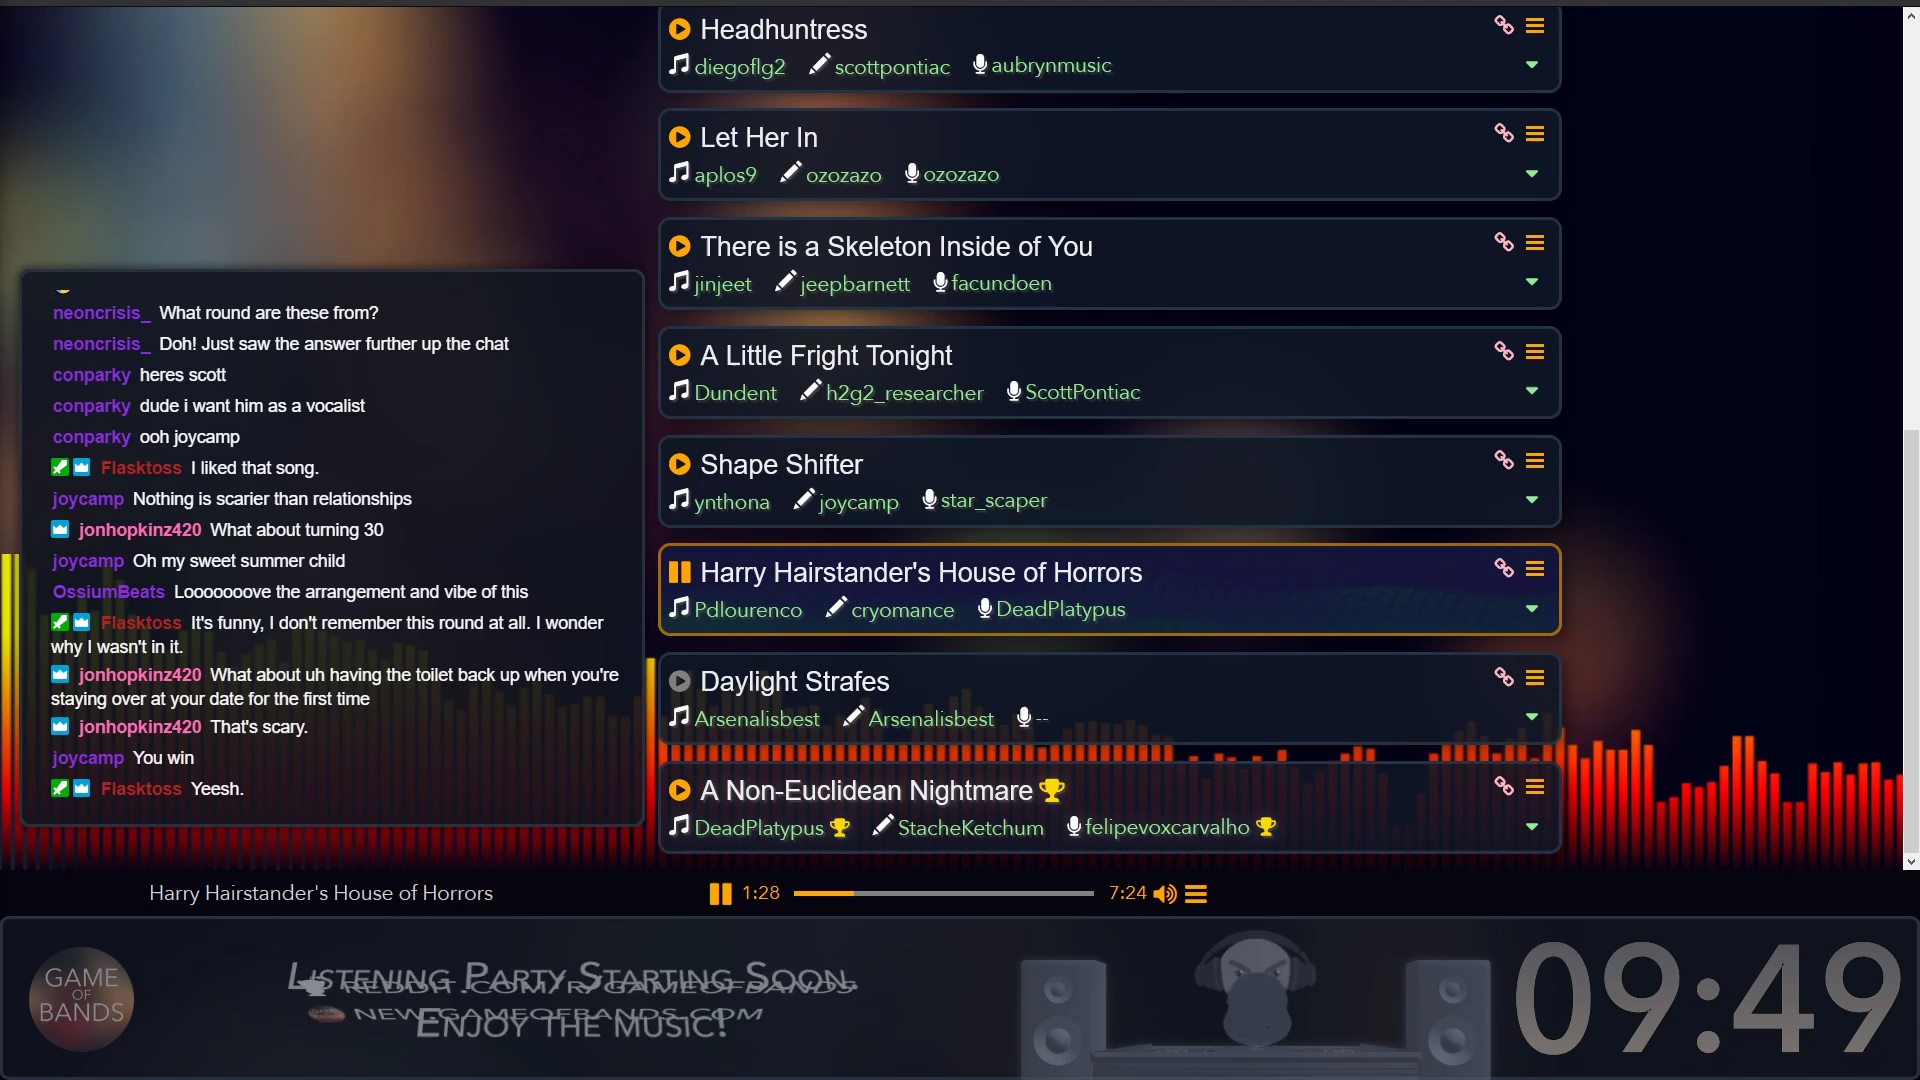 Headhuntress
diegoflg2 scottpontiac aubrynmusic
Let Her In
aplos9 ozozazo ozozazo
There is a Skeleton Inside of You
jinjeet jeepbarnett facundoen
A Little Fright Tonight
Dundent h2g2_researcher ScottPontiac
Shape Shifter
ynthona joycamp star_scaper
Harry Hairstander's House of Horrors
Pdlourenco cryomance DeadPlatypus
Daylight Strafes
Arsenalisbest Arsenalisbest --
A Non-Euclidean Nightmare
DeadPlatypus StacheKetchum felipevoxcarvalho
neoncrisis_ What round are these from?
neoncrisis_ Doh! Just saw the answer further up the chat
conparky heres scott
conparky dude i want him as a vocalist
conparky ooh joycamp
Flasktoss I liked that song.
joycamp Nothing is scarier than relationships
jonhopkinz420 What about turning 30
joycamp Oh my sweet summer child
OssiumBeats Looooooove the arrangement and vibe of this
Flasktoss It's funny, I don't remember this round at all. I wonder
why I wasn't in it.
jonhopkinz420 What about uh having the toilet back up when you're
staying over at your date for the first time
jonhopkinz420 That's scary.
joycamp You win
Flasktoss Yeesh.
Harry Hairstander's House of Horrors 1:28 7:24
GAME
OF
BANDS
LISTENING PARTY STARTING SOON.
REDDIT.COM/R/GAMEOFBANDS
NEW.GAMEOFBANDS.COM
ENJOY THE MUSIC!
09:49